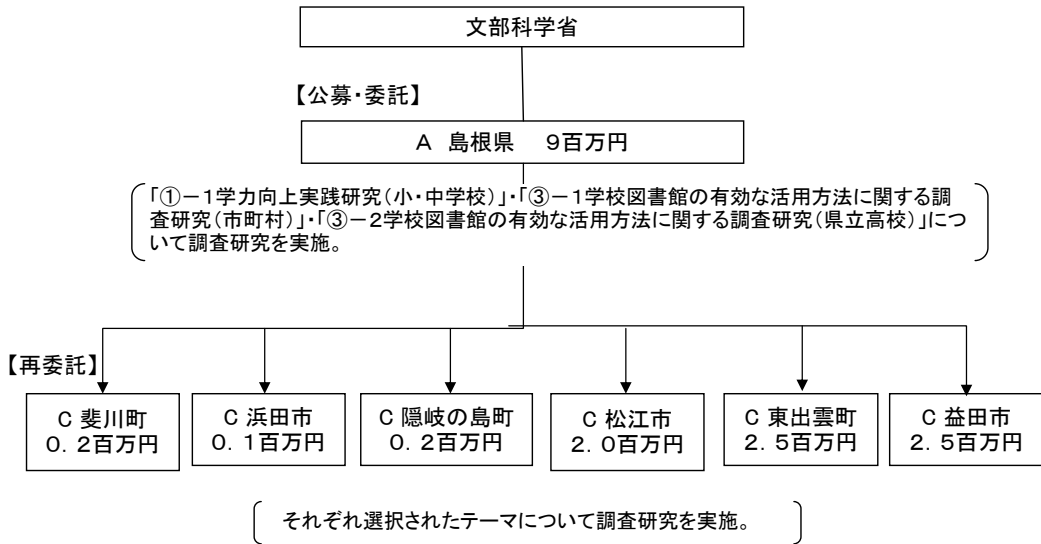 文部科学省
【公募・委託】
A 島根県　９百万円
「①－１学力向上実践研究（小・中学校）」・「③－１学校図書館の有効な活用方法に関する調
査研究（市町村）」・「③－２学校図書館の有効な活用方法に関する調査研究（県立高校）」につ
いて調査研究を実施。
【再委託】
C 斐川町
０．２百万円
C 浜田市
０．１百万円
C 隠岐の島町
０．２百万円
C 松江市
２．０百万円
C 東出雲町
２．５百万円
C 益田市
２．５百万円
それぞれ選択されたテーマについて調査研究を実施。